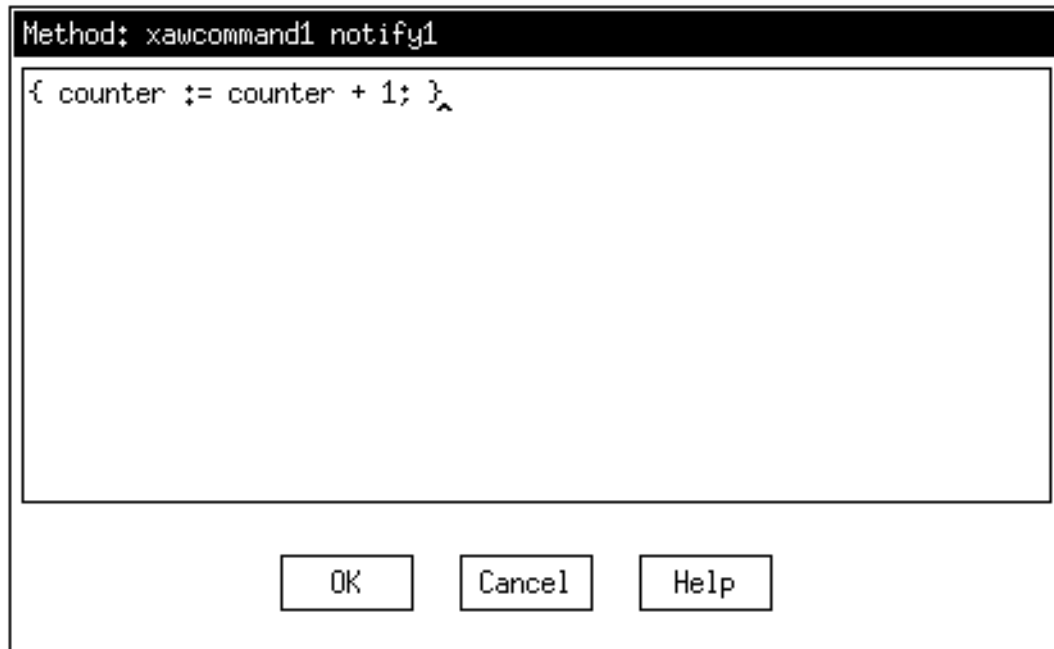 Method: xawcommand1 notify1
{ counter := counter + 1; }
OK Cancel Help